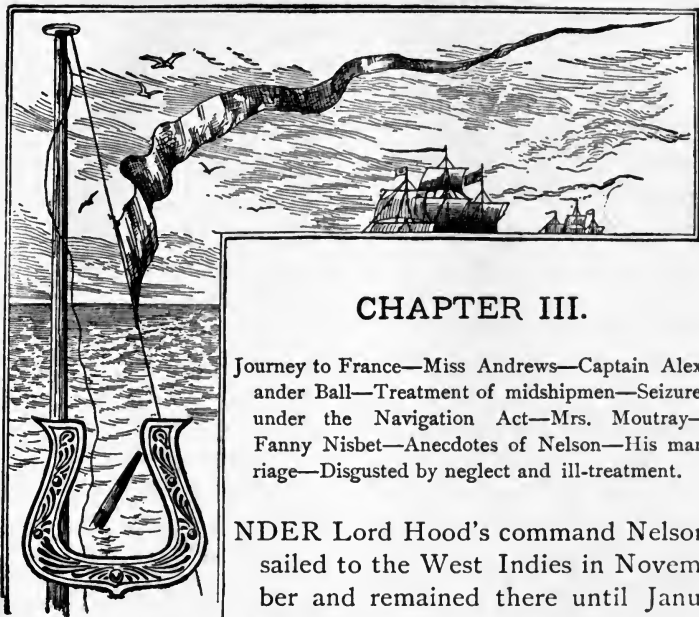 CHAPTER III.
Journey to France—Miss Andrews—Captain Alex
ander Ball—Treatment of midshipmen—Seizure
under the Navigation Act—Mrs. Moutray—
Fanny Nisbet—Anecdotes of Nelson—His mar
riage—Disgusted by neglect and ill-treatment.
UNDER Lord Hood's command Nelson
sailed to the West Indies in Novem
ber and remained there until Janu